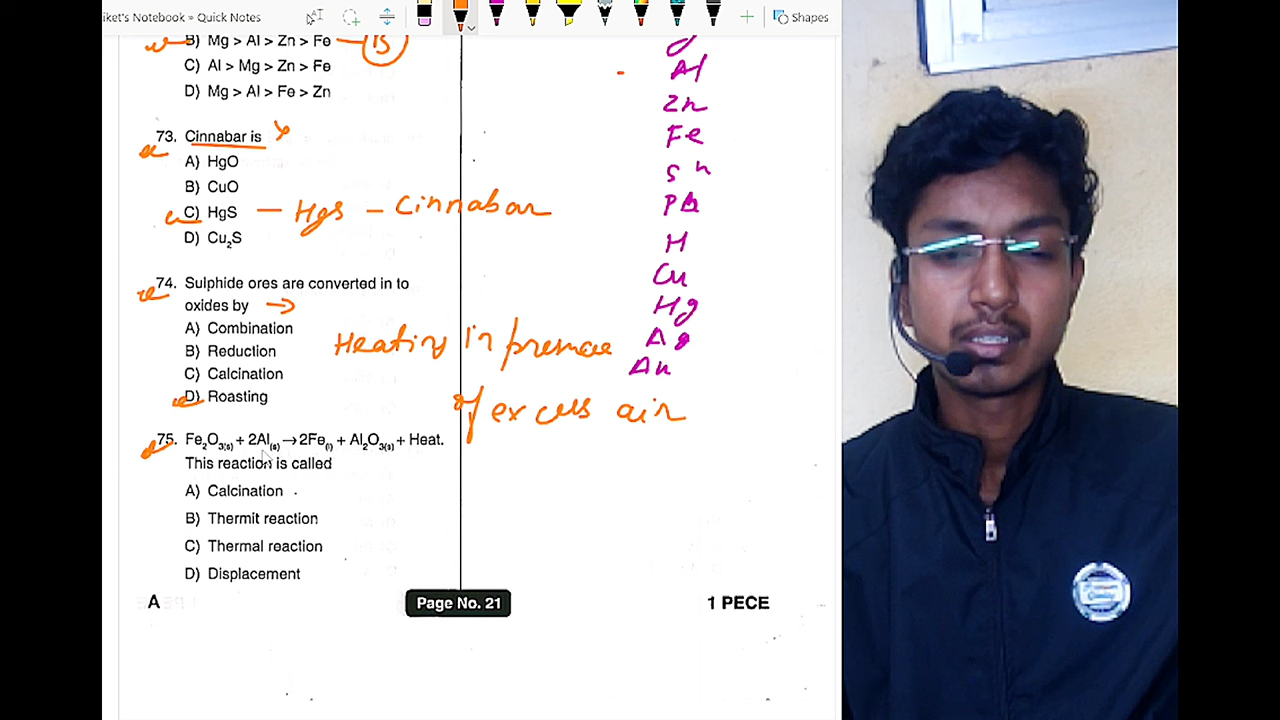 iket's Notebook » Quick Notes
Shapes
B) Mg > Al > Zn > Fe — B
C) Al > Mg > Zn > Fe
D) Mg > Al > Fe > Zn
73. Cinnabar is
A) HgO
B) CuO
C) HgS — HgS — Cinnabar
D) Cu2S
74. Sulphide ores are converted in to
oxides by →
A) Combination
B) Reduction
C) Calcination
D) Roasting
Heating in
of excess air
75. Fe2O3(s) + 2Al(s) → 2Fe(l) + Al2O3(s) + Heat.
This reaction is called
A) Calcination
B) Thermit reaction
C) Thermal reaction
D) Displacement
Al
Zn
Fe
Sn
Pb
H
Cu
Hg
Ag
Au
A
Page No. 21
1 PECE